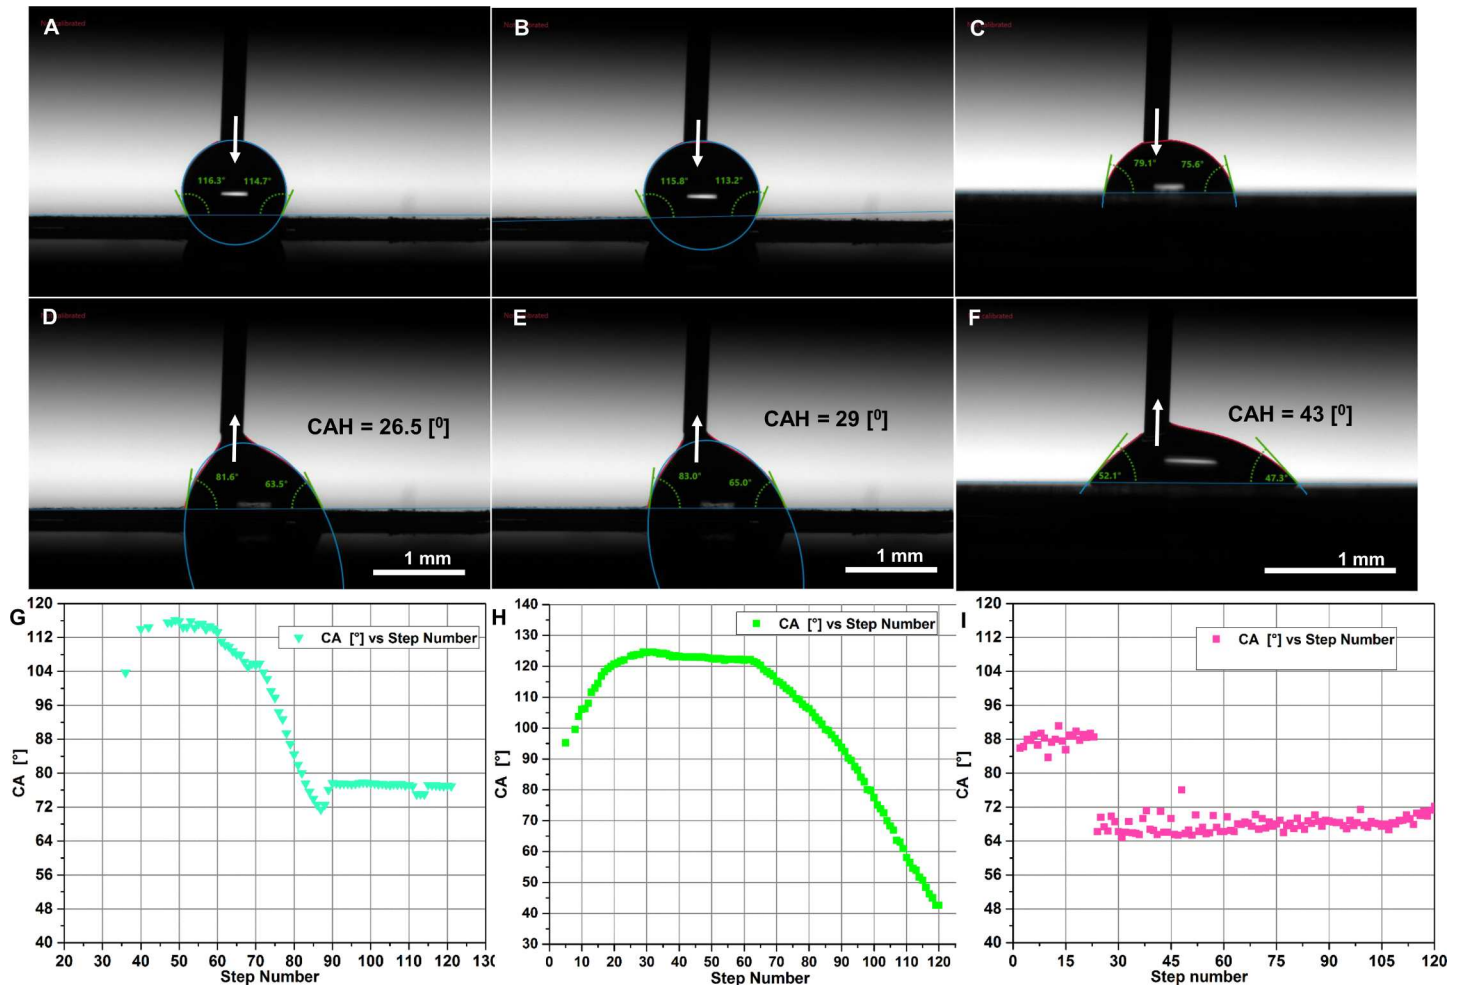 A
B
C
116.3° 114.7°
115.8° 113.2°
79.1° 75.6°
D
E
F
CAH = 26.5 [⁰]
CAH = 29 [⁰]
CAH = 43 [⁰]
81.6° 63.5°
83.0° 65.0°
52.1° 47.3°
1 mm
1 mm
1 mm
G
CA [°] vs Step Number
120
112
104
96
88
80
72
64
56
48
40
CA [°]
20 30 40 50 60 70 80 90 100 110 120
Step Number
H
CA [°] vs Step Number
140
130
120
110
100
90
80
70
60
50
40
30
CA [°]
0 10 20 30 40 50 60 70 80 90 100 110 120
Step Number
I
CA [°] vs Step Number
120
112
104
96
88
80
72
64
56
48
40
CA [°]
0 15 30 45 60 75 90 105 120
Step number